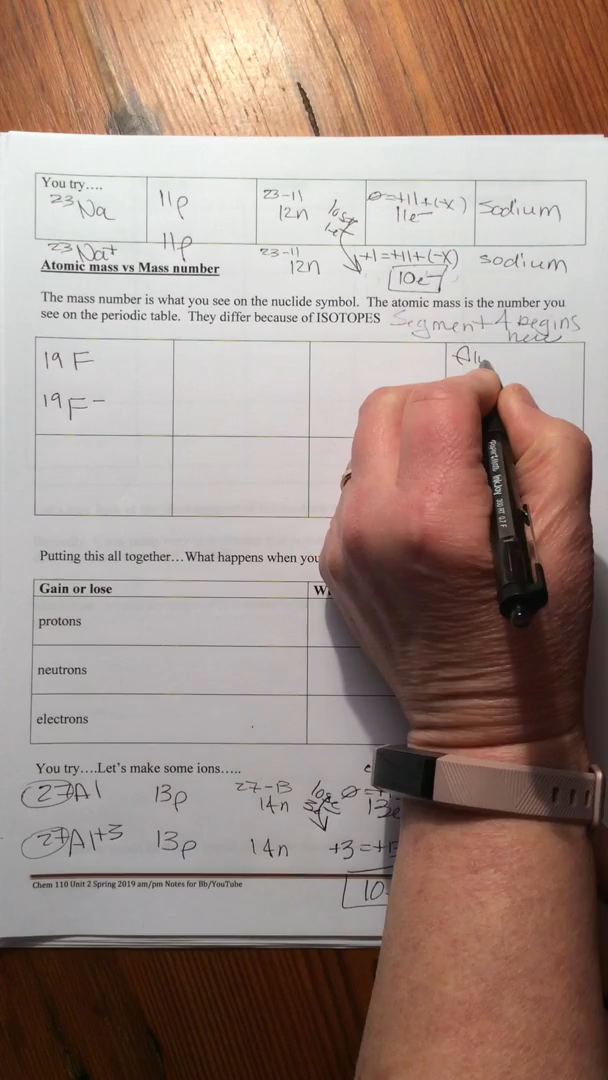 You try....
23Na 11p 23-11 12n lose 1e- 0=+11+(-x) 11e- sodium
23Na+ 11p 23-11 12n +1=+11+(-x) 10e- sodium
Atomic mass vs Mass number
The mass number is what you see on the nuclide symbol. The atomic mass is the number you
see on the periodic table. They differ because of ISOTOPES Segment 4 begins
here
19F
19F-
Putting this all together…What happens when you
Gain or lose
protons
neutrons
electrons
You try….Let's make some ions…..
27Al 13p 27-13 14n lose 3e-
27Al+3 13p 14n +3=+13
10
Chem 110 Unit 2 Spring 2019 am/pm Notes for Bb/YouTube